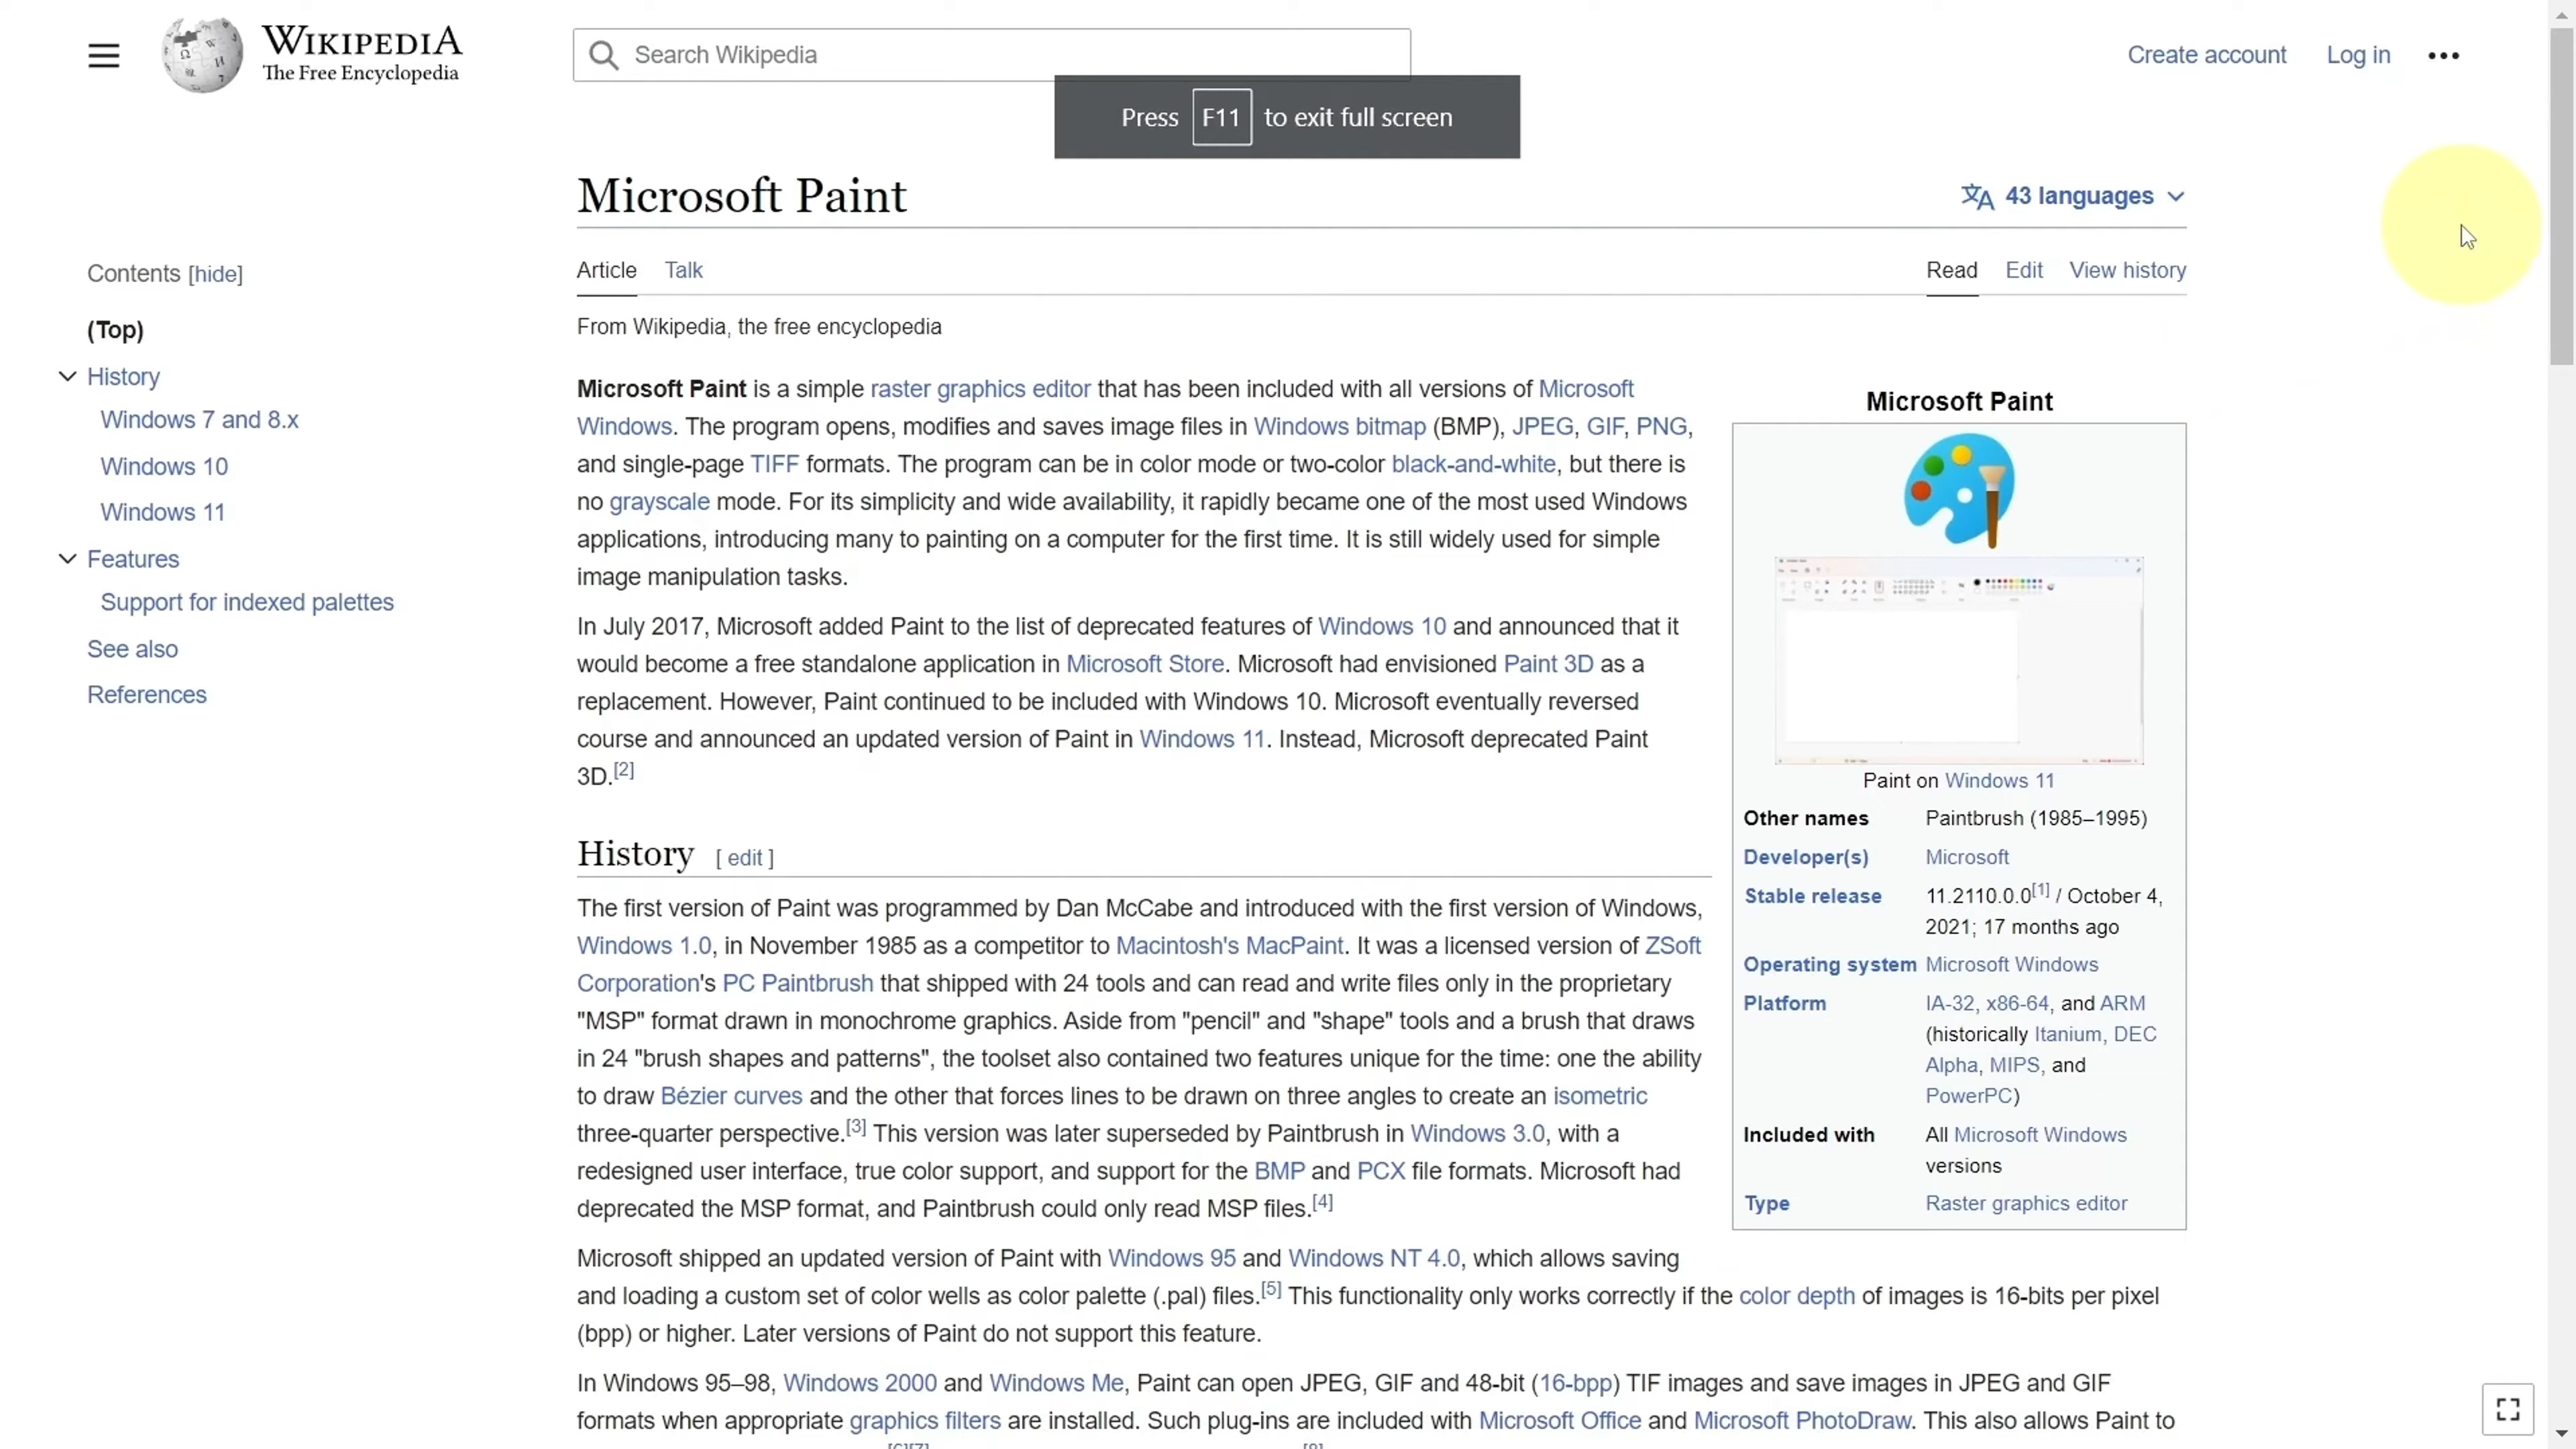 WIKIPEDIA
The Free Encyclopedia
Search Wikipedia
Create account
Log in
Press F11 to exit full screen
Microsoft Paint
43 languages
Article
Talk
Read
Edit
View history
From Wikipedia, the free encyclopedia
Contents [hide]
(Top)
History
Windows 7 and 8.x
Windows 10
Windows 11
Features
Support for indexed palettes
See also
References
Microsoft Paint is a simple raster graphics editor that has been included with all versions of Microsoft
Windows. The program opens, modifies and saves image files in Windows bitmap (BMP), JPEG, GIF, PNG,
and single-page TIFF formats. The program can be in color mode or two-color black-and-white, but there is
no grayscale mode. For its simplicity and wide availability, it rapidly became one of the most used Windows
applications, introducing many to painting on a computer for the first time. It is still widely used for simple
image manipulation tasks.
In July 2017, Microsoft added Paint to the list of deprecated features of Windows 10 and announced that it
would become a free standalone application in Microsoft Store. Microsoft had envisioned Paint 3D as a
replacement. However, Paint continued to be included with Windows 10. Microsoft eventually reversed
course and announced an updated version of Paint in Windows 11. Instead, Microsoft deprecated Paint
3D.[2]
History [ edit ]
The first version of Paint was programmed by Dan McCabe and introduced with the first version of Windows,
Windows 1.0, in November 1985 as a competitor to Macintosh's MacPaint. It was a licensed version of ZSoft
Corporation's PC Paintbrush that shipped with 24 tools and can read and write files only in the proprietary
"MSP" format drawn in monochrome graphics. Aside from "pencil" and "shape" tools and a brush that draws
in 24 "brush shapes and patterns", the toolset also contained two features unique for the time: one the ability
to draw Bézier curves and the other that forces lines to be drawn on three angles to create an isometric
three-quarter perspective.[3] This version was later superseded by Paintbrush in Windows 3.0, with a
redesigned user interface, true color support, and support for the BMP and PCX file formats. Microsoft had
deprecated the MSP format, and Paintbrush could only read MSP files.[4]
Microsoft shipped an updated version of Paint with Windows 95 and Windows NT 4.0, which allows saving
and loading a custom set of color wells as color palette (.pal) files.[5] This functionality only works correctly if the color depth of images is 16-bits per pixel
(bpp) or higher. Later versions of Paint do not support this feature.
In Windows 95–98, Windows 2000 and Windows Me, Paint can open JPEG, GIF and 48-bit (16-bpp) TIF images and save images in JPEG and GIF
formats when appropriate graphics filters are installed. Such plug-ins are included with Microsoft Office and Microsoft PhotoDraw. This also allows Paint to
Microsoft Paint
Paint on Windows 11
Other names Paintbrush (1985–1995)
Developer(s) Microsoft
Stable release 11.2110.0.0[1] / October 4,
2021; 17 months ago
Operating system Microsoft Windows
Platform IA-32, x86-64, and ARM
(historically Itanium, DEC
Alpha, MIPS, and
PowerPC)
Included with All Microsoft Windows
versions
Type Raster graphics editor